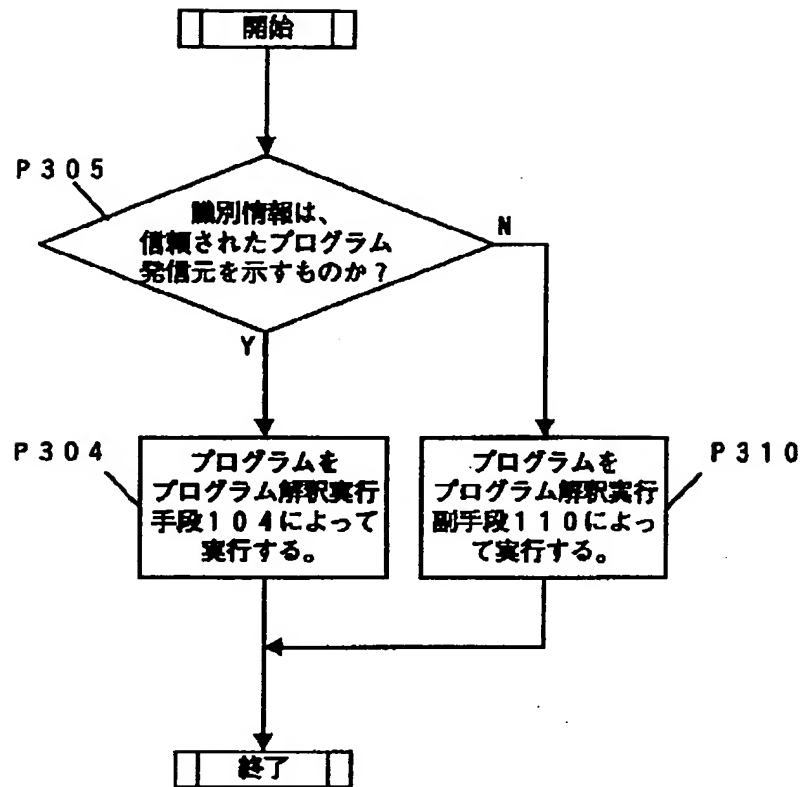 開始
P305
識別情報は、
信頼されたプログラム
発信元を示すものか?
N
Y
P304
プログラムを
プログラム解釈実行
手段104によって
実行する。
プログラムを
プログラム解釈実行
副手段110によっ
て実行する。
P310
終了